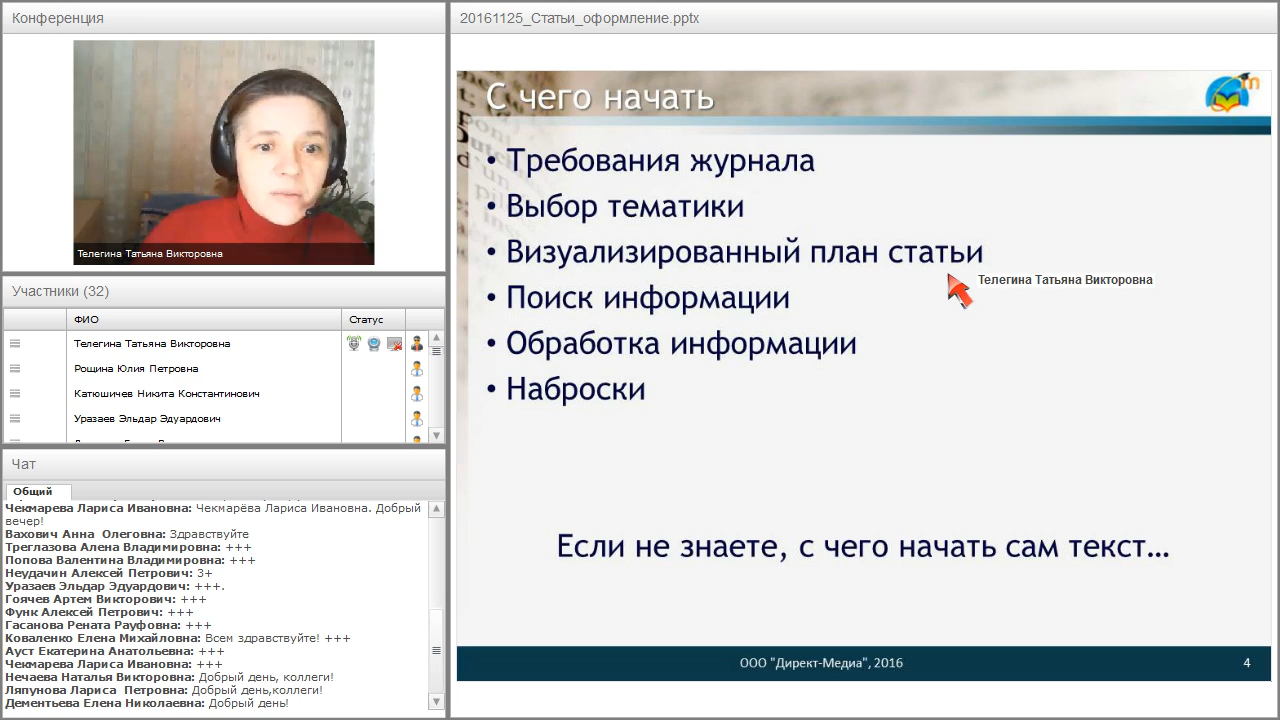 Конференция
Телегина Татьяна Викторовна
Участники (32)
ФИО
Статус
Телегина Татьяна Викторовна
Рощина Юлия Петровна
Катюшичев Никита Константинович
Уразаев Эльдар Эдуардович
Чат
Общий
Чекмарева Лариса Ивановна: Чекмарёва Лариса Ивановна. Добрый
вечер!
Вахович Анна  Олеговна: Здравствуйте
Треглазова Алена Владимировна: +++
Попова Валентина Владимировна: +++
Неудачин Алексей Петрович: 3+
Уразаев Эльдар Эдуардович: +++.
Гоячев Артем Викторович: +++
Функ Алексей Петрович: +++
Гасанова Рената Рауфовна: +++
Коваленко Елена Михайловна: Всем здравствуйте! +++
Ауст Екатерина Анатольевна: +++
Чекмарева Лариса Ивановна: +++
Нечаева Наталья Викторовна: Добрый день, коллеги!
Ляпунова Лариса  Петровна: Добрый день,коллеги!
Дементьева Елена Николаевна: Добрый день!
20161125_Статьи_оформление.pptx
С чего начать
• Требования журнала
• Выбор тематики
• Визуализированный план статьи
Телегина Татьяна Викторовна
• Поиск информации
• Обработка информации
• Наброски
Если не знаете, с чего начать сам текст…
ООО "Директ-Медиа", 2016
4